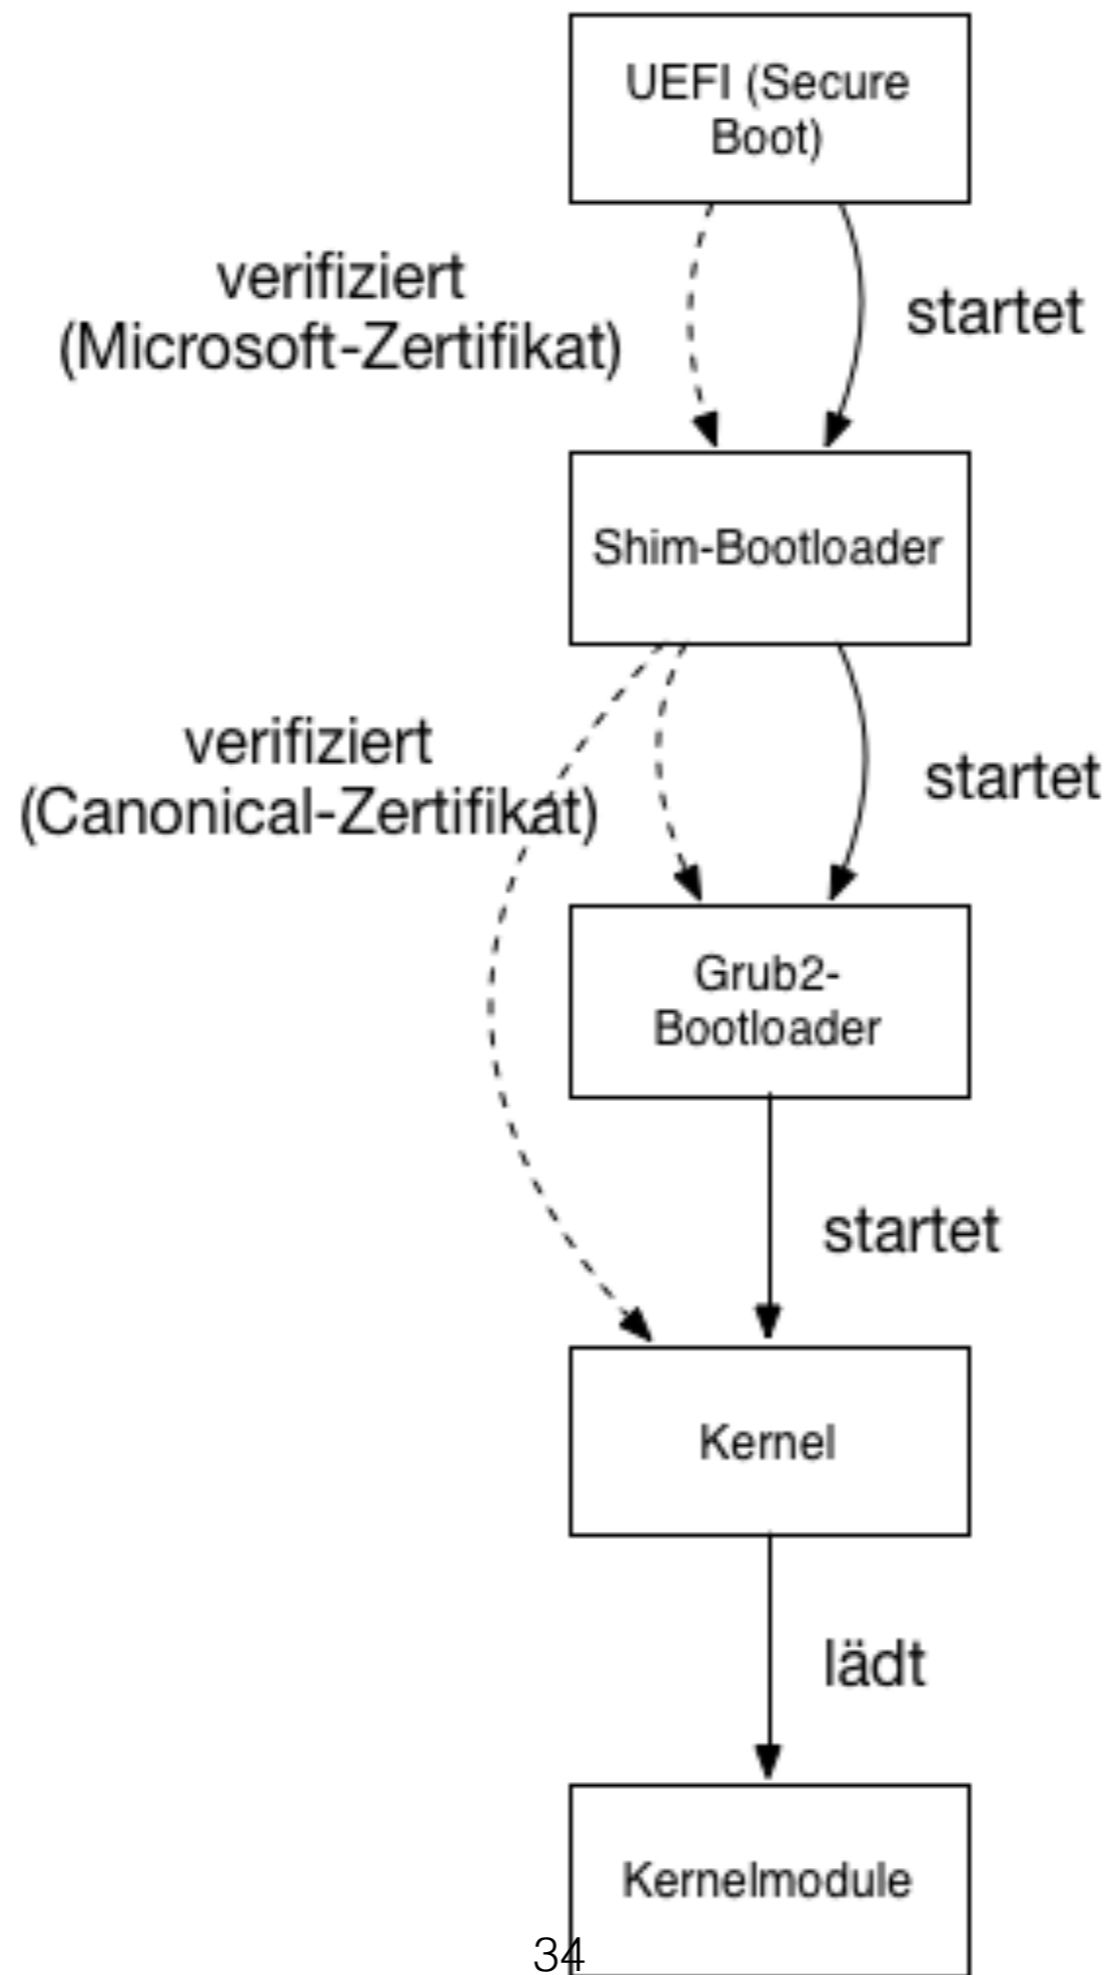 UEFI (Secure
Boot)
verifiziert
(Microsoft-Zertifikat)
startet
Shim-Bootloader
verifiziert
(Canonical-Zertifikat)
startet
Grub2-
Bootloader
startet
Kernel
lädt
Kernelmodule
34